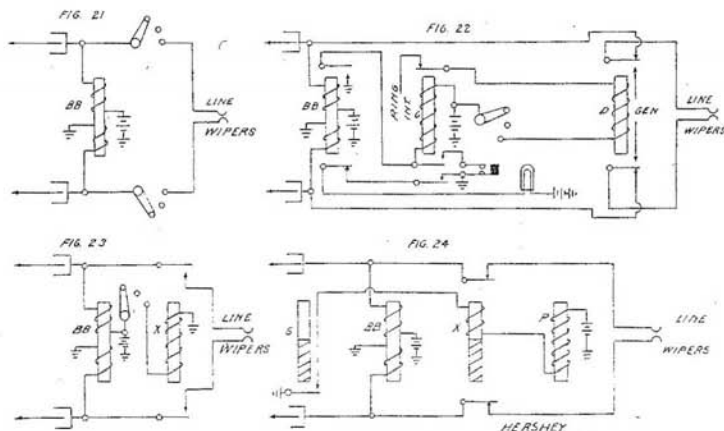 FIG. 21
BB
LINE
WIPERS
FIG. 22
BB
RING
INT.
G
D
GEN
LINE
WIPERS
FIG. 23
BB
X
LINE
WIPERS
FIG. 24
S
BB
X
P
LINE
WIPERS
HERSHEY